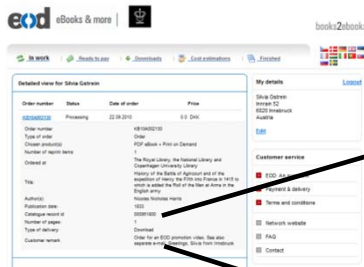 eod eBooks & more
books2ebooks
In work Ready to pay Downloads Cost estimations Finished
Detailed view for Silvia Gstrein
Order number Status Date of order Price
Processing 22.09.2010 0.0 DKK
Order number
Type of order Order
Chosen product(s) PDF eBook + Print on Demand
Number of reprint items 1
Ordered at The Royal Library, the National Library and
Copenhagen University Library
Title: History of the Battle of Agincourt and of the
expedition of Henry the Fifth into France in 1415 to
which is added the Roll of the Men at Arms in the
English army
Author(s) Nicolas Nicholas Harris
Publication date: 1833
Catalogue record id
Number of pages: 1
Type of delivery Download
Customer remark Order for an EOD promotion video. See also
separate e-mail. Greetings, Silvia from Innsbruck
My details Logout
Silvia Gstrein
Innrain 52
6020 Innsbruck
Austria
Edit
Customer service
EOD
Payment & delivery
Terms and conditions
Network website
FAQ
Contact